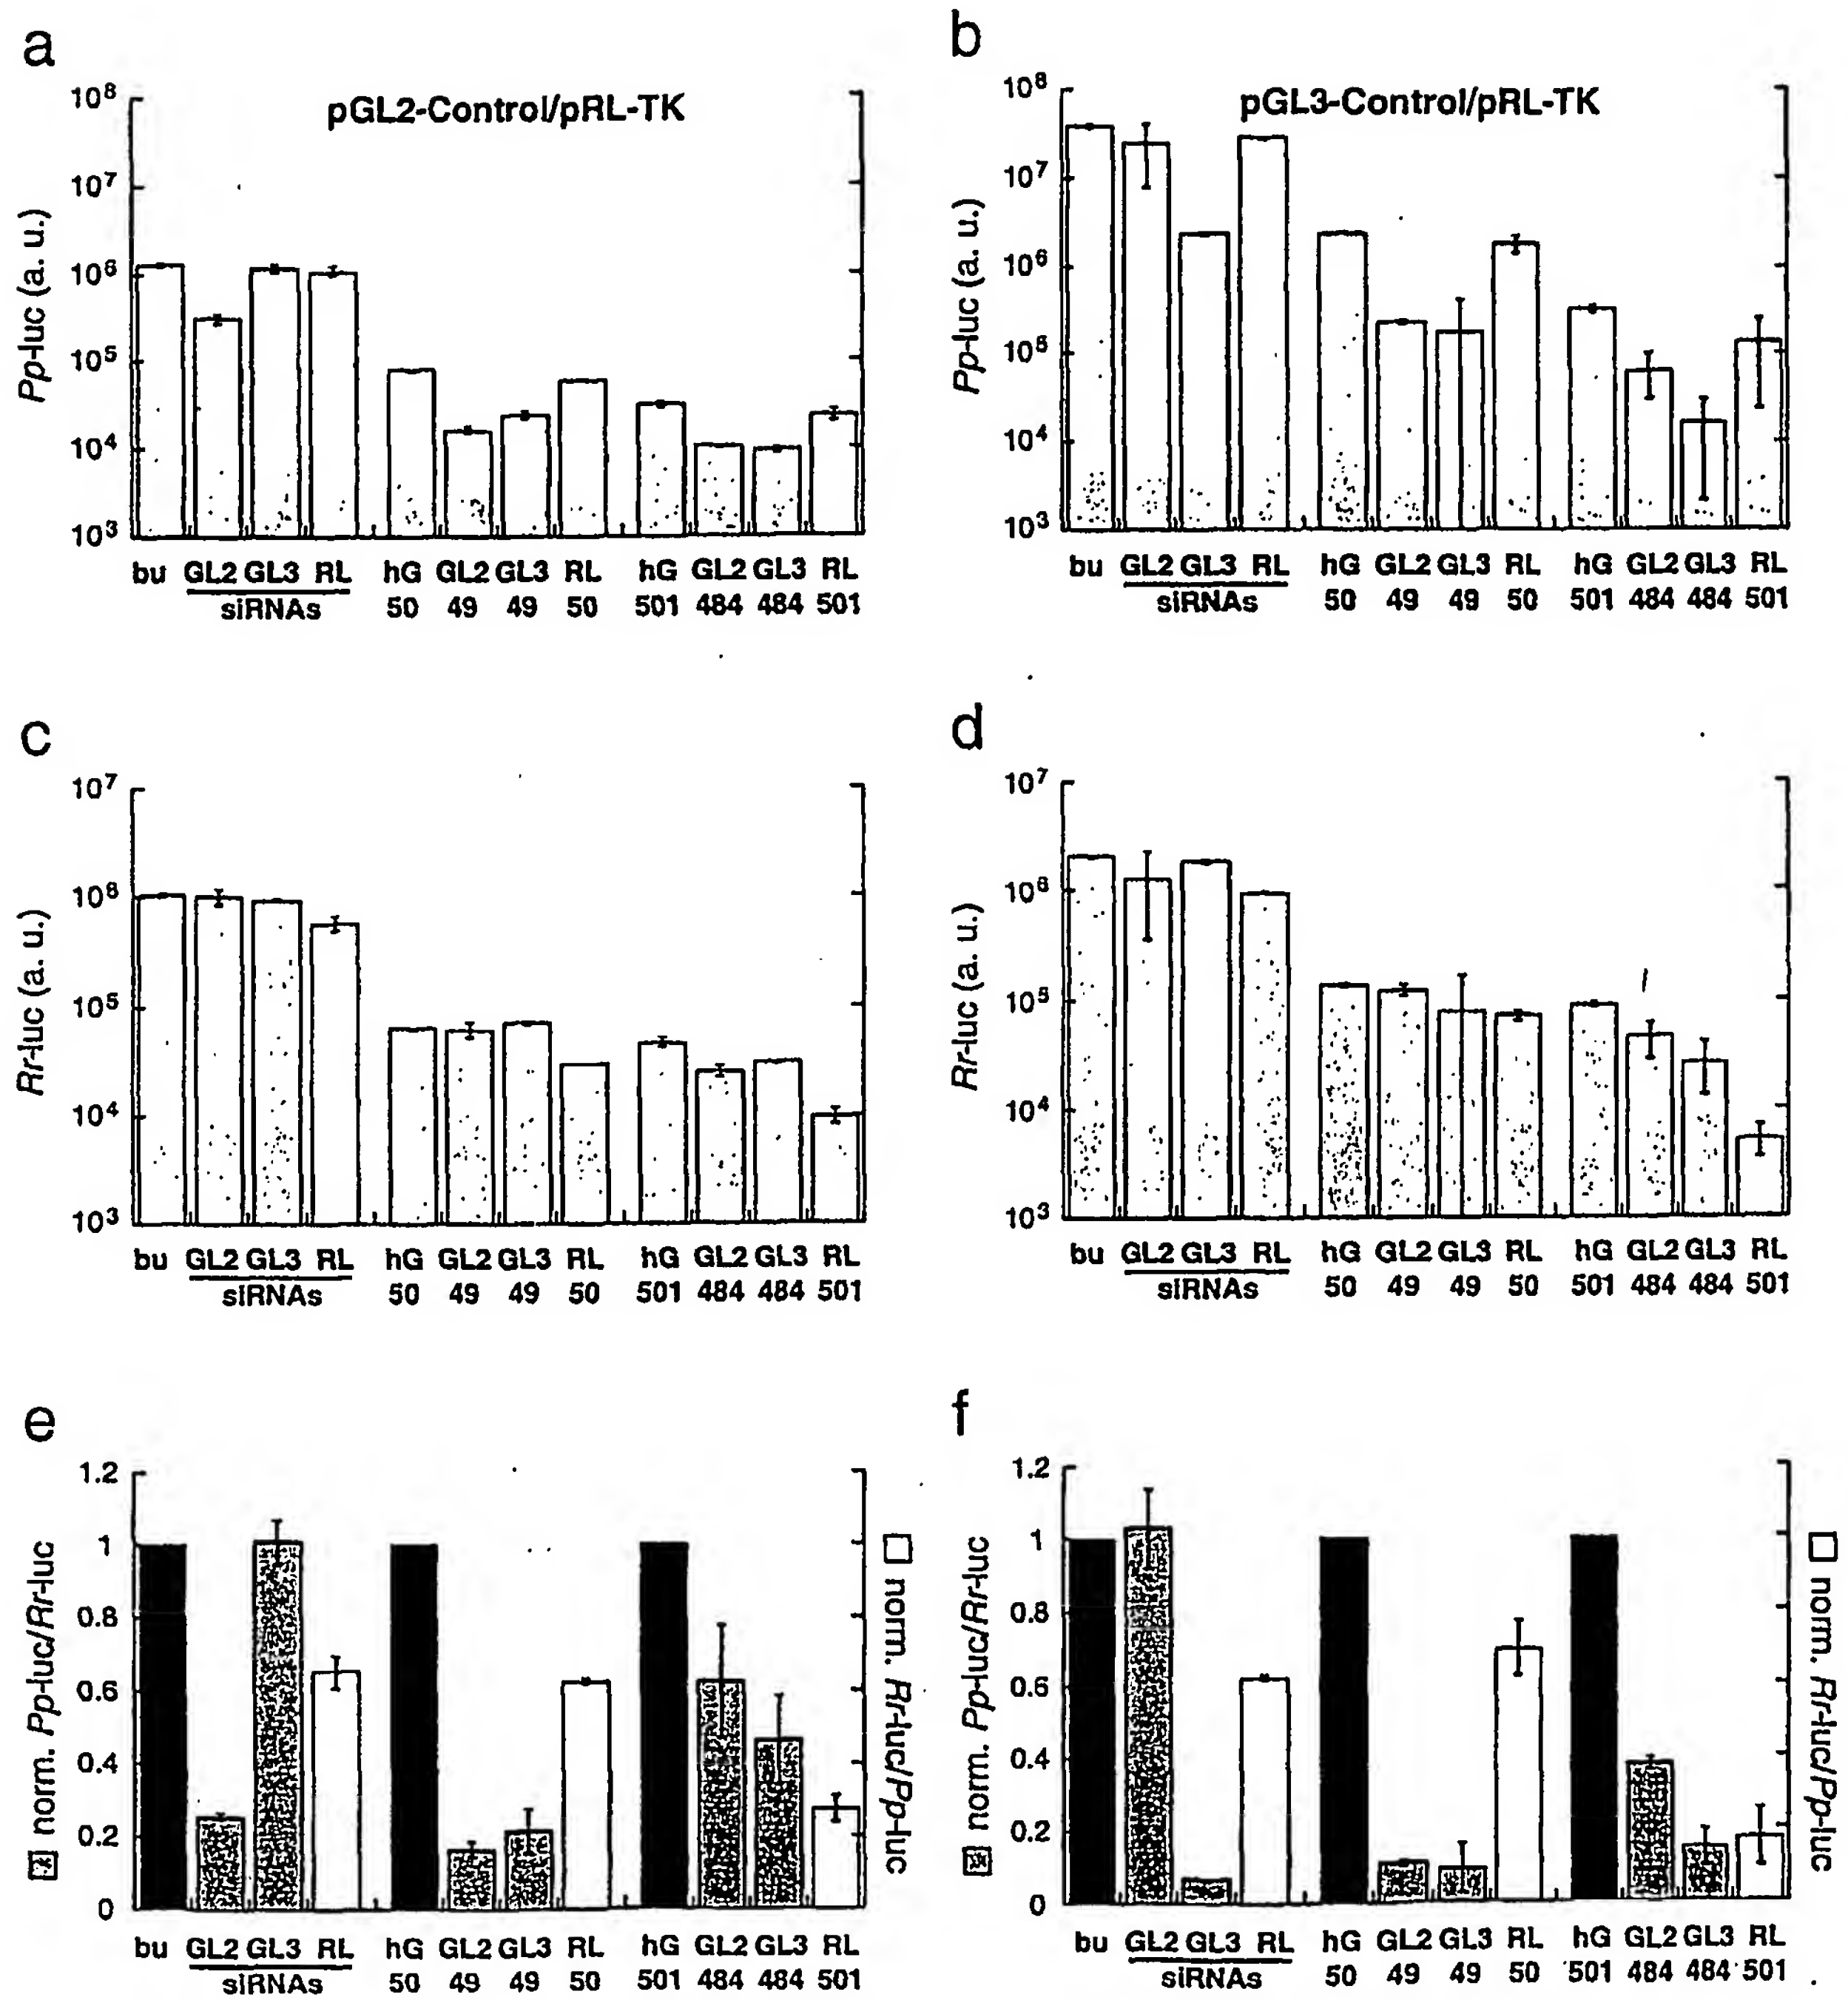 a
pGL2-Control/pRL-TK
Pp-luc (a. u.)
10⁸
10⁷
10⁶
10⁵
10⁴
10³
bu GL2 GL3 RL hG GL2 GL3 RL hG GL2 GL3 RL
siRNAs 50 49 49 50 501 484 484 501
b
pGL3-Control/pRL-TK
Pp-luc (a. u.)
10⁸
10⁷
10⁶
10⁵
10⁴
10³
bu GL2 GL3 RL hG GL2 GL3 RL hG GL2 GL3 RL
siRNAs 50 49 49 50 501 484 484 501
c
Rr-luc (a. u.)
10⁷
10⁶
10⁵
10⁴
10³
bu GL2 GL3 RL hG GL2 GL3 RL hG GL2 GL3 RL
siRNAs 50 49 49 50 501 484 484 501
d
Rr-luc (a. u.)
10⁷
10⁶
10⁵
10⁴
10³
bu GL2 GL3 RL hG GL2 GL3 RL hG GL2 GL3 RL
siRNAs 50 49 49 50 501 484 484 501
e
norm. Pp-luc/Rr-luc
1.2
1
0.8
0.6
0.4
0.2
0
norm. Rr-luc/Pp-luc
bu GL2 GL3 RL hG GL2 GL3 RL hG GL2 GL3 RL
siRNAs 50 49 49 50 501 484 484 501
f
norm. Pp-luc/Rr-luc
1.2
1
0.8
0.6
0.4
0.2
0
norm. Rr-luc/Pp-luc
bu GL2 GL3 RL hG GL2 GL3 RL hG GL2 GL3 RL
siRNAs 50 49 49 50 501 484 484 501